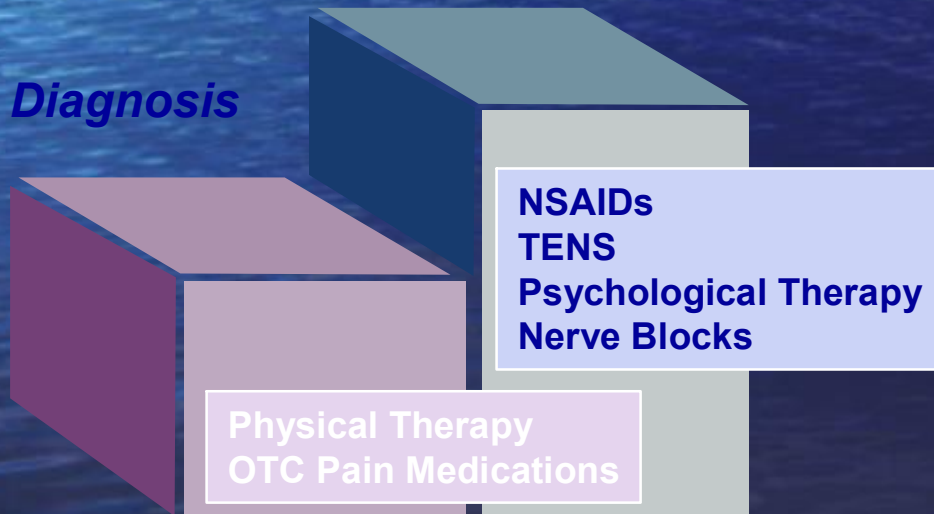 Diagnosis
NSAIDs
TENS
Psychological Therapy
Nerve Blocks
Physical Therapy
OTC Pain Medications